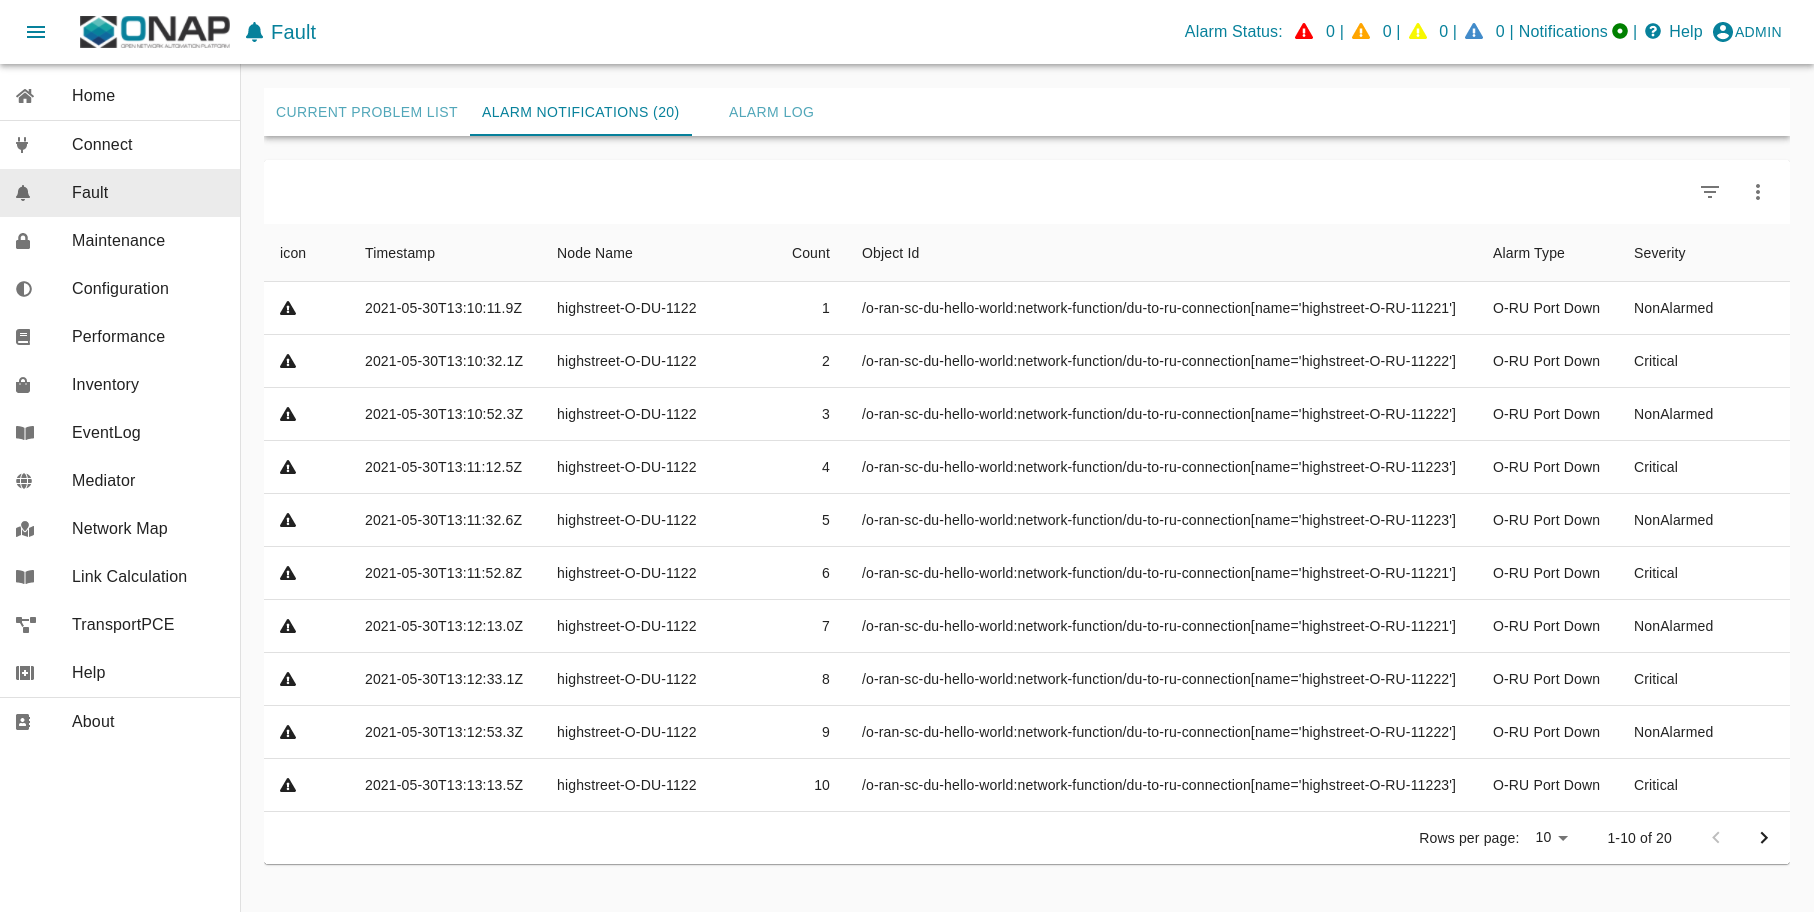 ONAP
OPEN NETWORK AUTOMATION PLATFORM
Fault
Alarm Status: 0 | 0 | 0 | 0 | Notifications | Help ADMIN
Home
Connect
Fault
Maintenance
Configuration
Performance
Inventory
EventLog
Mediator
Network Map
Link Calculation
TransportPCE
Help
About
CURRENT PROBLEM LIST ALARM NOTIFICATIONS (20) ALARM LOG
icon Timestamp Node Name Count Object Id Alarm Type Severity
2021-05-30T13:10:11.9Z highstreet-O-DU-1122 1 /o-ran-sc-du-hello-world:network-function/du-to-ru-connection[name='highstreet-O-RU-11221'] O-RU Port Down NonAlarmed
2021-05-30T13:10:32.1Z highstreet-O-DU-1122 2 /o-ran-sc-du-hello-world:network-function/du-to-ru-connection[name='highstreet-O-RU-11222'] O-RU Port Down Critical
2021-05-30T13:10:52.3Z highstreet-O-DU-1122 3 /o-ran-sc-du-hello-world:network-function/du-to-ru-connection[name='highstreet-O-RU-11222'] O-RU Port Down NonAlarmed
2021-05-30T13:11:12.5Z highstreet-O-DU-1122 4 /o-ran-sc-du-hello-world:network-function/du-to-ru-connection[name='highstreet-O-RU-11223'] O-RU Port Down Critical
2021-05-30T13:11:32.6Z highstreet-O-DU-1122 5 /o-ran-sc-du-hello-world:network-function/du-to-ru-connection[name='highstreet-O-RU-11223'] O-RU Port Down NonAlarmed
2021-05-30T13:11:52.8Z highstreet-O-DU-1122 6 /o-ran-sc-du-hello-world:network-function/du-to-ru-connection[name='highstreet-O-RU-11221'] O-RU Port Down Critical
2021-05-30T13:12:13.0Z highstreet-O-DU-1122 7 /o-ran-sc-du-hello-world:network-function/du-to-ru-connection[name='highstreet-O-RU-11221'] O-RU Port Down NonAlarmed
2021-05-30T13:12:33.1Z highstreet-O-DU-1122 8 /o-ran-sc-du-hello-world:network-function/du-to-ru-connection[name='highstreet-O-RU-11222'] O-RU Port Down Critical
2021-05-30T13:12:53.3Z highstreet-O-DU-1122 9 /o-ran-sc-du-hello-world:network-function/du-to-ru-connection[name='highstreet-O-RU-11222'] O-RU Port Down NonAlarmed
2021-05-30T13:13:13.5Z highstreet-O-DU-1122 10 /o-ran-sc-du-hello-world:network-function/du-to-ru-connection[name='highstreet-O-RU-11223'] O-RU Port Down Critical
Rows per page: 10 1-10 of 20